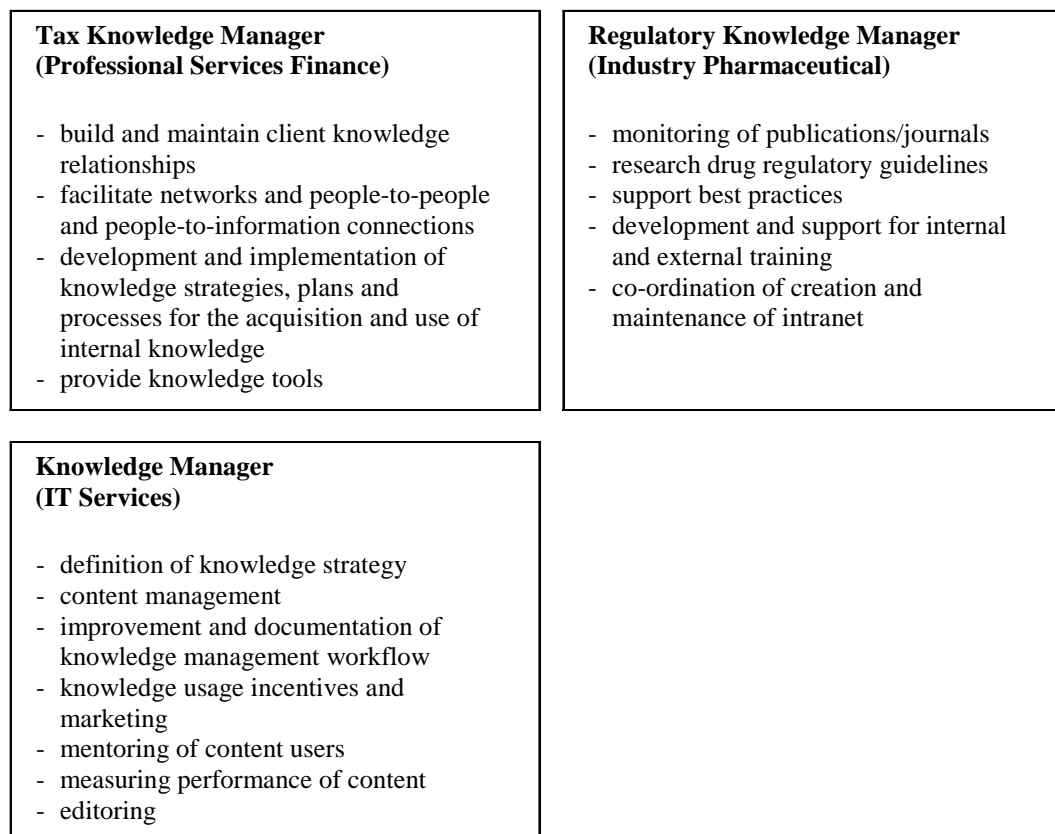 Tax Knowledge Manager
(Professional Services Finance)
- build and maintain client knowledge
relationships
- facilitate networks and people-to-people
and people-to-information connections
- development and implementation of
knowledge strategies, plans and
processes for the acquisition and use of
internal knowledge
- provide knowledge tools
Regulatory Knowledge Manager
(Industry Pharmaceutical)
- monitoring of publications/journals
- research drug regulatory guidelines
- support best practices
- development and support for internal
and external training
- co-ordination of creation and
maintenance of intranet
Knowledge Manager
(IT Services)
- definition of knowledge strategy
- content management
- improvement and documentation of
knowledge management workflow
- knowledge usage incentives and
marketing
- mentoring of content users
- measuring performance of content
- editoring